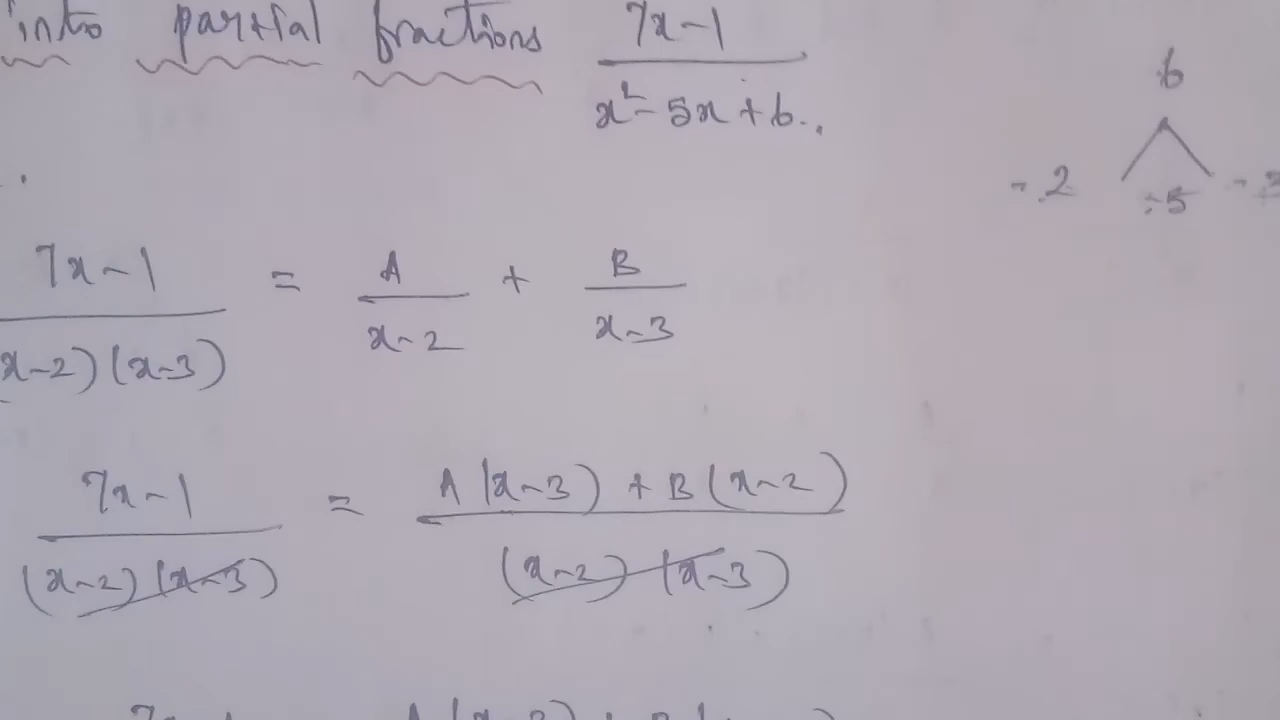 into partial fractions (7x-1)/(x²-5x+6).
6
-2 -5 -3
(7x-1)/((x-2)(x-3)) = A/(x-2) + B/(x-3)
(7x-1)/((x-2)(x-3)) = (A(x-3) + B(x-2))/((x-2)(x-3))